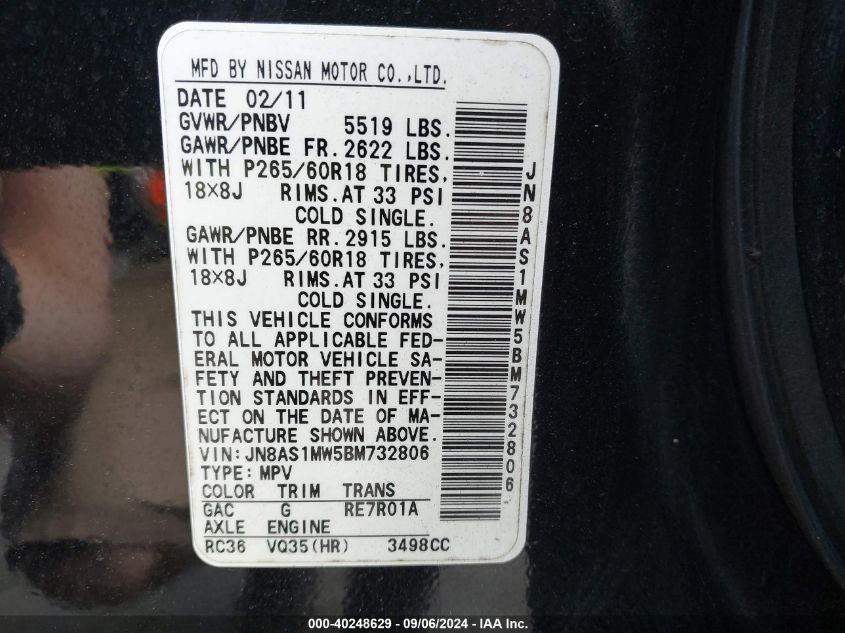 MFD BY NISSAN MOTOR CO.,LTD.
DATE 02/11
GVWR/PNBV 5519 LBS.
GAWR/PNBE FR. 2622 LBS.
WITH P265/60R18 TIRES,
18×8J RIMS. AT 33 PSI
COLD SINGLE.
GAWR/PNBE RR. 2915 LBS.
WITH P265/60R18 TIRES,
18×8J RIMS. AT 33 PSI
COLD SINGLE.
THIS VEHICLE CONFORMS
TO ALL APPLICABLE FED-
ERAL MOTOR VEHICLE SA-
FETY AND THEFT PREVEN-
TION STANDARDS IN EFF-
ECT ON THE DATE OF MA-
NUFACTURE SHOWN ABOVE.
VIN: JN8AS1MW5BM732806
TYPE: MPV
COLOR TRIM TRANS
GAC G RE7R01A
AXLE ENGINE
RC36 VQ35(HR) 3498CC
JN8AS1MW5BM732806
000-40248629 - 09/06/2024 - IAA Inc.